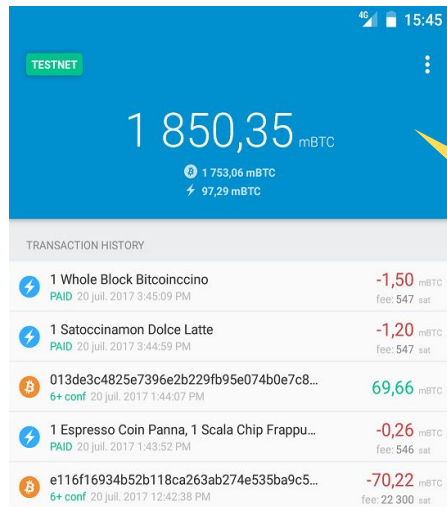 4G 15:45
TESTNET
1 850,35 mBTC
1 753,06 mBTC
97,29 mBTC
TRANSACTION HISTORY
1 Whole Block Bitcoinccino -1,50 mBTC
PAID 20 juil. 2017 3:45:09 PM fee: 547 sat
1 Satoccinamon Dolce Latte -1,20 mBTC
PAID 20 juil. 2017 3:44:59 PM fee: 547 sat
013de3c4825e7396e2b229fb95e074b0e7c8... 69,66 mBTC
6+ conf 20 juil. 2017 1:44:07 PM
1 Espresso Coin Panna, 1 Scala Chip Frappu... -0,26 mBTC
PAID 20 juil. 2017 1:43:52 PM fee: 546 sat
e116f16934b52b118ca263ab274e535ba9c5... -70,22 mBTC
6+ conf 20 juil. 2017 12:42:38 PM fee: 22 300 sat